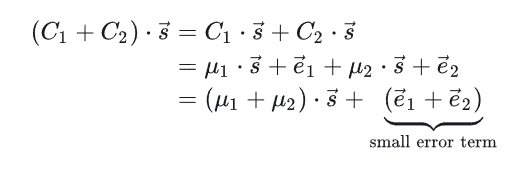 (C₁ + C₂) · s⃗ = C₁ · s⃗ + C₂ · s⃗
= μ₁ · s⃗ + e⃗₁ + μ₂ · s⃗ + e⃗₂
= (μ₁ + μ₂) · s⃗ + (e⃗₁ + e⃗₂)
small error term